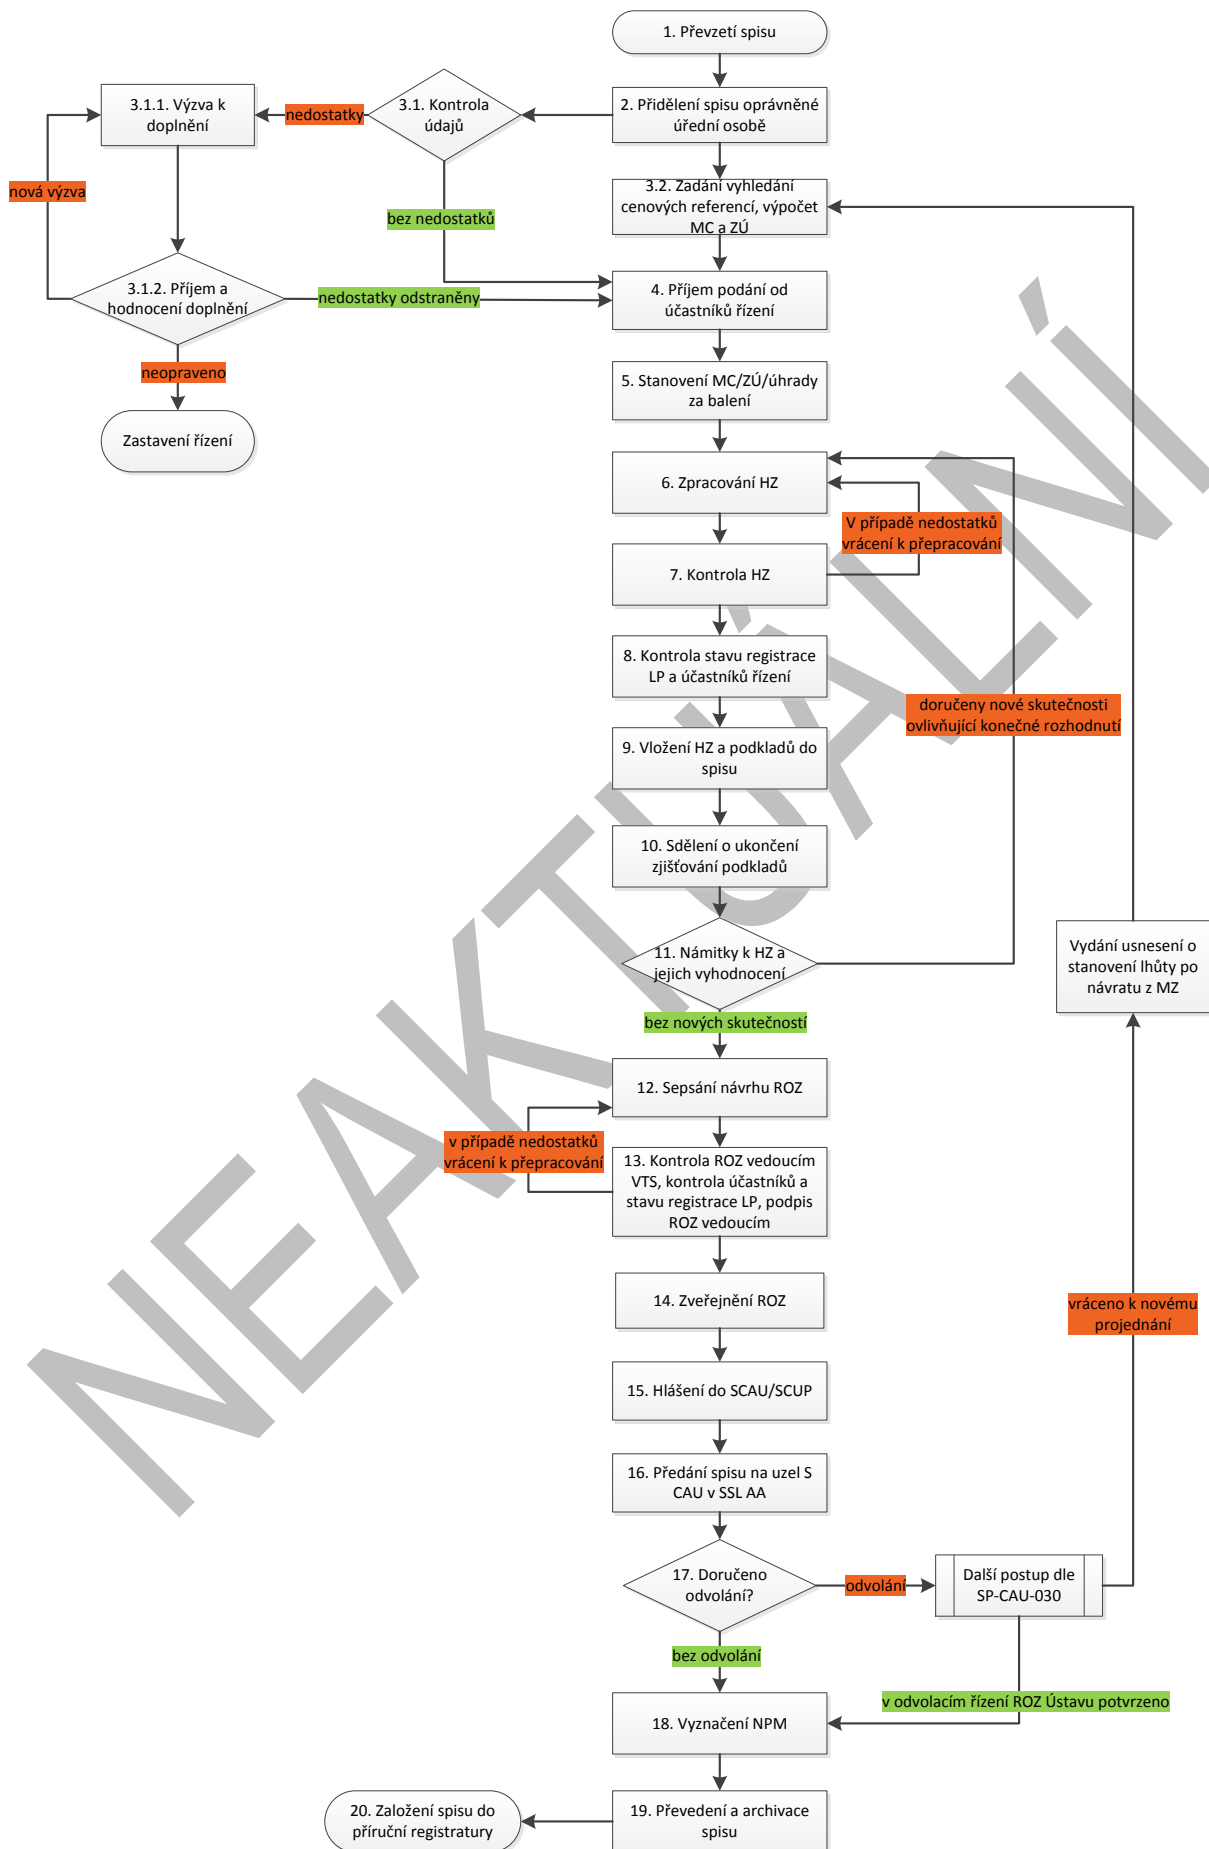 1. Převzetí spisu
2. Přidělení spisu oprávněné
úřední osobě
3.1. Kontrola
údajů
nedostatky
3.1.1. Výzva k
doplnění
nová výzva
bez nedostatků
3.2. Zadání vyhledání
cenových referencí, výpočet
MC a ZÚ
3.1.2. Příjem a
hodnocení doplnění
nedostatky odstraněny
4. Příjem podání od
účastníků řízení
neopraveno
Zastavení řízení
5. Stanovení MC/ZÚ/úhrady
za balení
6. Zpracování HZ
V případě nedostatků
vrácení k přepracování
7. Kontrola HZ
8. Kontrola stavu registrace
LP a účastníků řízení
doručeny nové skutečnosti
ovlivňující konečné rozhodnutí
9. Vložení HZ a podkladů do
spisu
10. Sdělení o ukončení
zjišťování podkladů
11. Námitky k HZ a
jejich vyhodnocení
Vydání usnesení o
stanovení lhůty po
návratu z MZ
bez nových skutečností
12. Sepsání návrhu ROZ
v případě nedostatků
vrácení k přepracování
13. Kontrola ROZ vedoucím
VTS, kontrola účastníků a
stavu registrace LP, podpis
ROZ vedoucím
14. Zveřejnění ROZ
vráceno k novému
projednání
15. Hlášení do SCAU/SCUP
16. Předání spisu na uzel S
CAU v SSL AA
17. Doručeno
odvolání?
odvolání
Další postup dle
SP-CAU-030
bez odvolání
v odvolacím řízení ROZ Ústavu potvrzeno
18. Vyznačení NPM
19. Převedení a archivace
spisu
20. Založení spisu do
příruční registratury
NEAKTUÁLNÍ